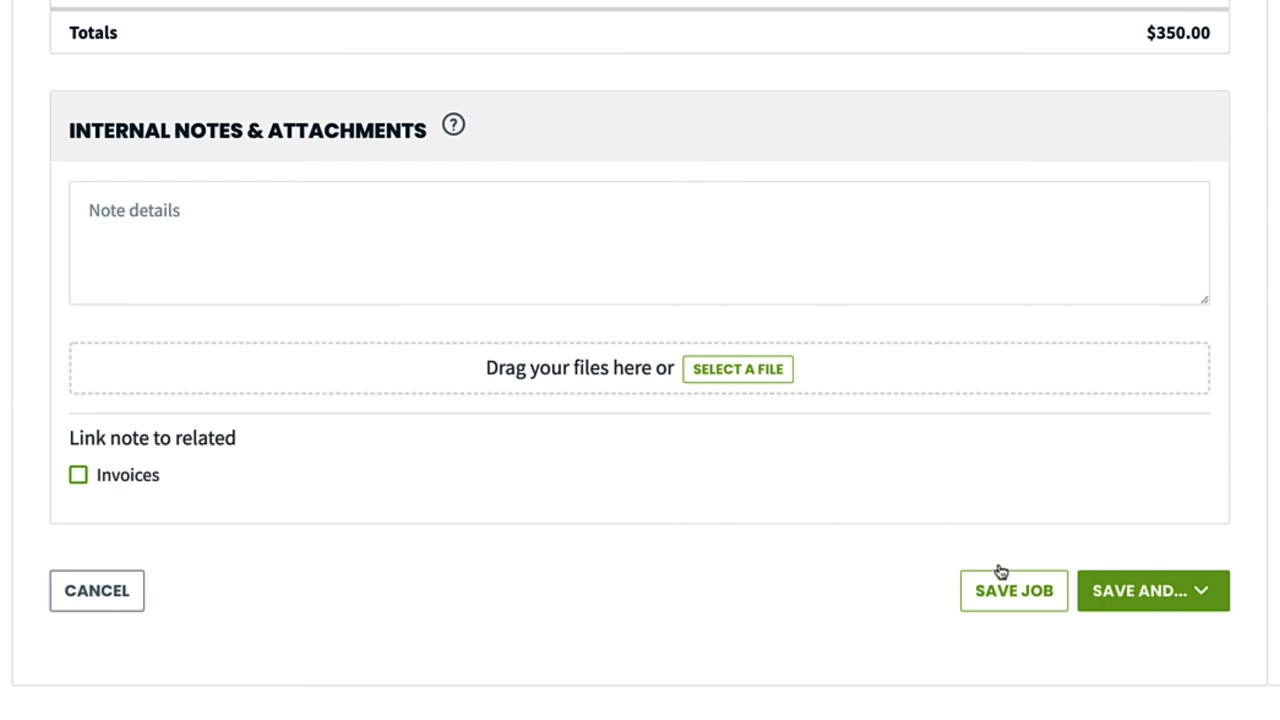 Totals $350.00
INTERNAL NOTES & ATTACHMENTS ?
Note details
Drag your files here or SELECT A FILE
Link note to related
Invoices
CANCEL SAVE JOB SAVE AND...